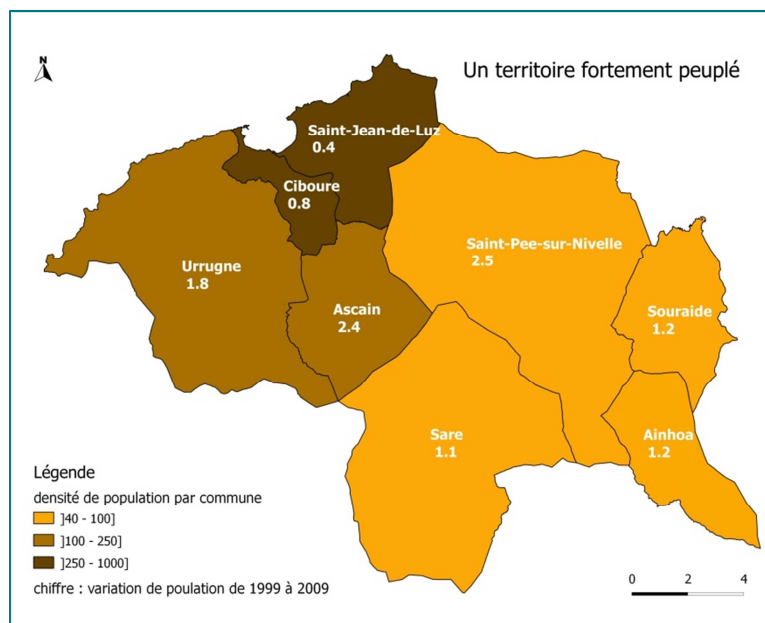 N
Un territoire fortement peuplé
Saint-Jean-de-Luz
0.4
Ciboure
0.8
Saint-Pee-sur-Nivelle
2.5
Urrugne
1.8
Ascain
2.4
Souraide
1.2
Sare
1.1
Ainhoa
1.2
Légende
densité de population par commune
]40 - 100]
]100 - 250]
]250 - 1000]
chiffre : variation de poulation de 1999 à 2009
0 2 4